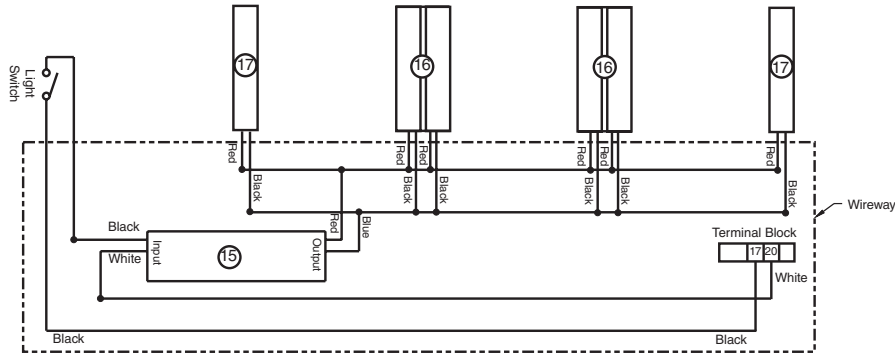 17
16
16
17
Light
Switch
Red
Black
Red
Red
Black
Black
Red
Red
Black
Black
Red
Black
Wireway
Black
White
Input
15
Output
Red
Blue
Terminal Block
17 20
White
Black
Black